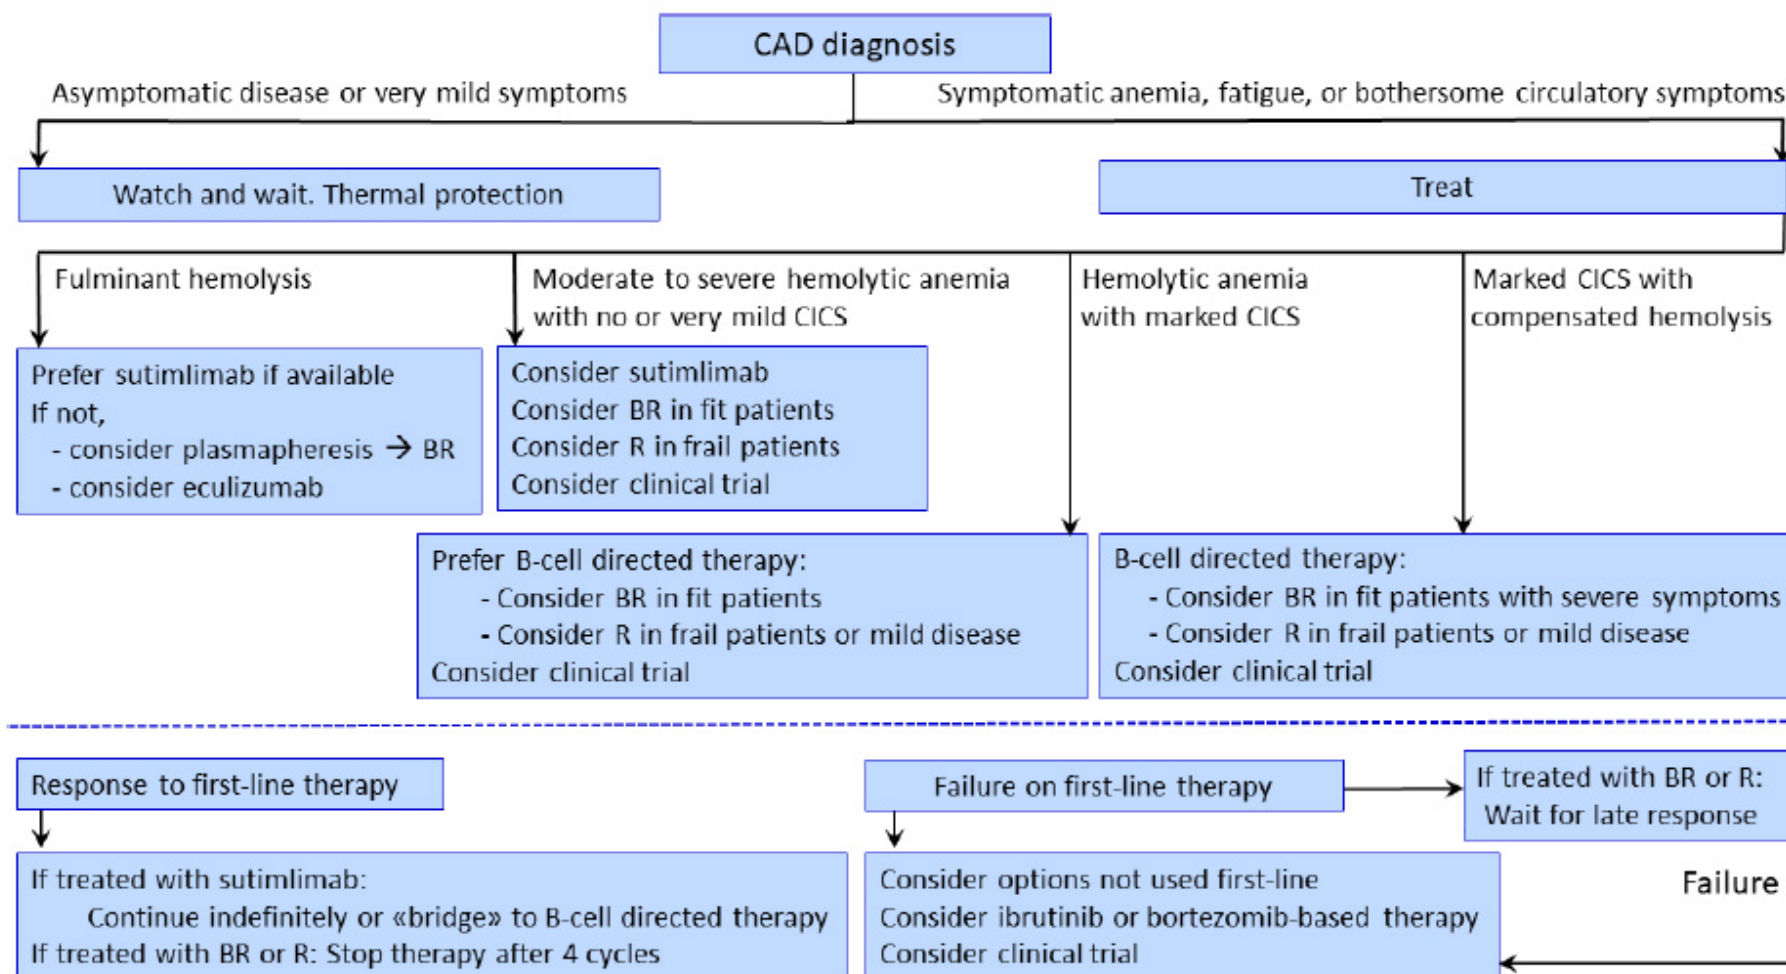 CAD diagnosis
Asymptomatic disease or very mild symptoms
Symptomatic anemia, fatigue, or bothersome circulatory symptoms
Watch and wait. Thermal protection
Treat
Fulminant hemolysis
Moderate to severe hemolytic anemia
with no or very mild CICS
Hemolytic anemia
with marked CICS
Marked CICS with
compensated hemolysis
Prefer sutimlimab if available
If not,
- consider plasmapheresis → BR
- consider eculizumab
Consider sutimlimab
Consider BR in fit patients
Consider R in frail patients
Consider clinical trial
Prefer B-cell directed therapy:
- Consider BR in fit patients
- Consider R in frail patients or mild disease
Consider clinical trial
B-cell directed therapy:
- Consider BR in fit patients with severe symptoms
- Consider R in frail patients or mild disease
Consider clinical trial
Response to first-line therapy
Failure on first-line therapy
If treated with BR or R:
Wait for late response
If treated with sutimlimab:
Continue indefinitely or «bridge» to B-cell directed therapy
If treated with BR or R: Stop therapy after 4 cycles
Consider options not used first-line
Consider ibrutinib or bortezomib-based therapy
Consider clinical trial
Failure